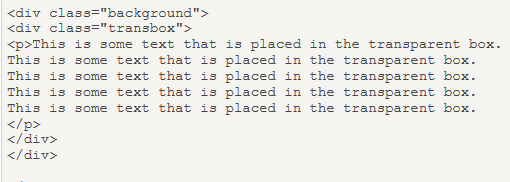 <div class="background">
<div class="transbox">
<p>This is some text that is placed in the transparent box.
This is some text that is placed in the transparent box.
This is some text that is placed in the transparent box.
This is some text that is placed in the transparent box.
This is some text that is placed in the transparent box.
</p>
</div>
</div>